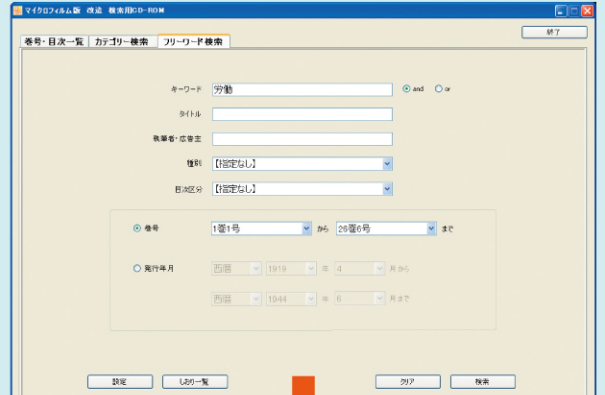 マイクロフィルム版 改造 検索用CD-ROM
終了
巻号・目次一覧 カテゴリー検索 フリーワード検索
キーワード 労働 and or
タイトル
執筆者・広告主
種別 【指定なし】
目次区分 【指定なし】
巻号 1巻1号 から 26巻6号 まで
発行年月 西暦 1919 年 4 月から
西暦 1944 年 6 月まで
設定 しおり一覧 クリア 検索